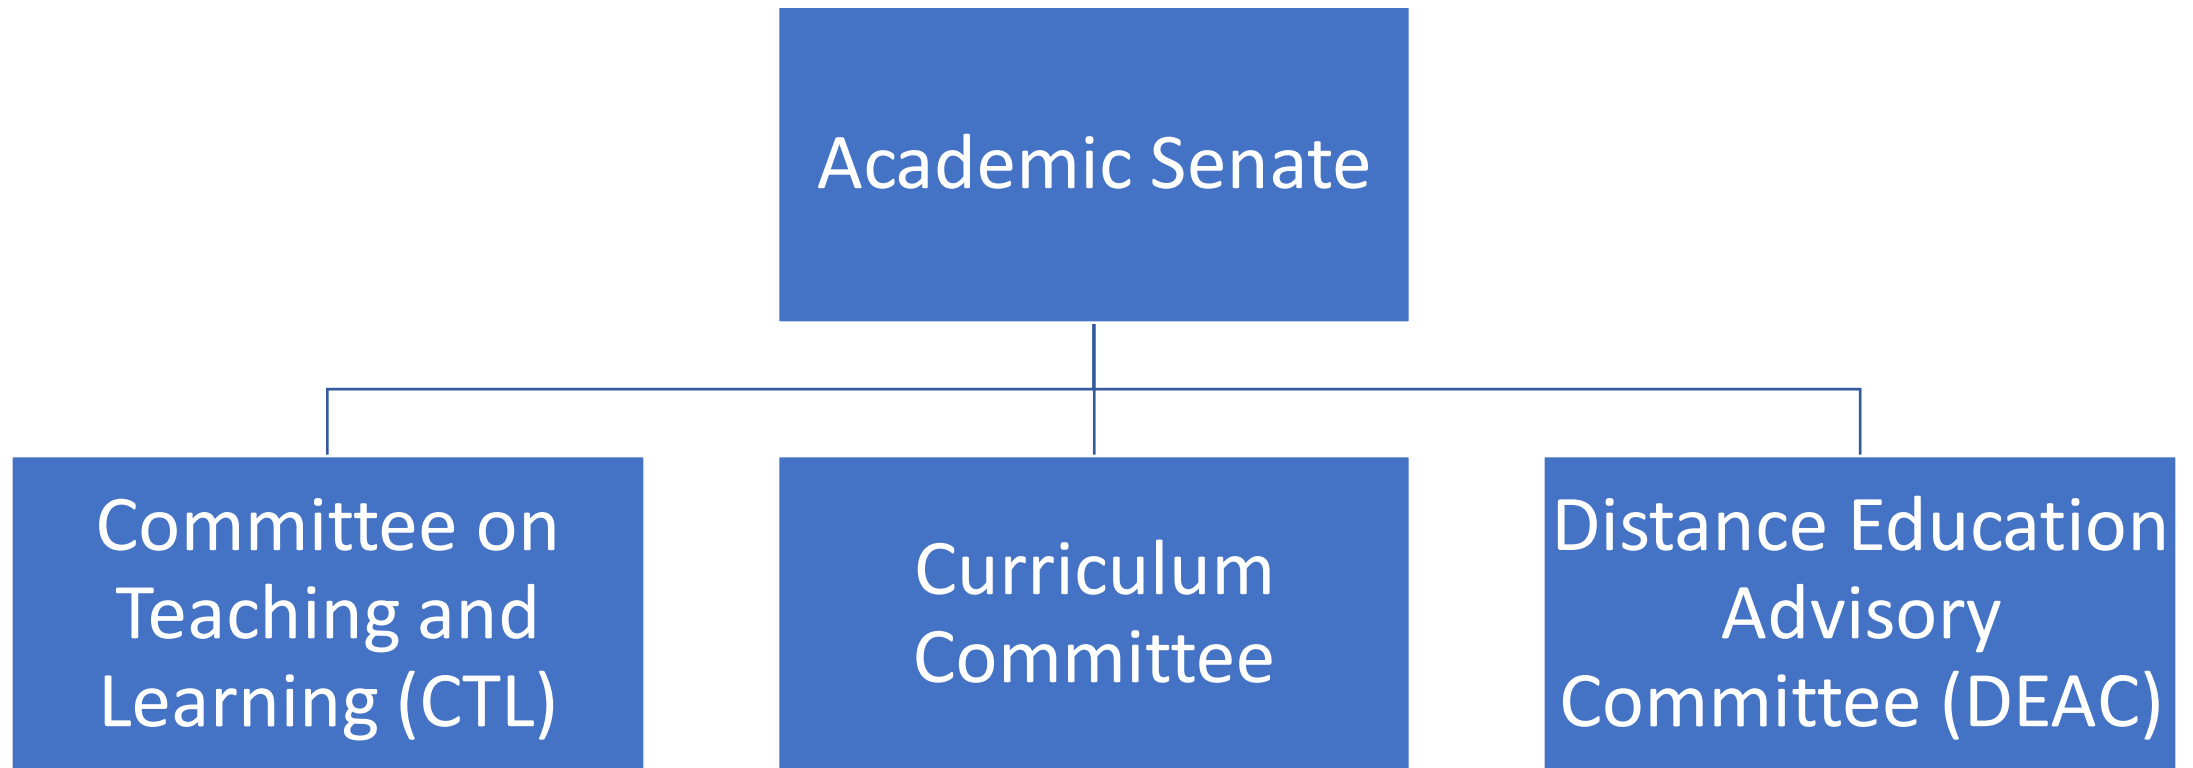 Academic Senate
Committee on
Teaching and
Learning (CTL)
Curriculum
Committee
Distance Education
Advisory
Committee (DEAC)